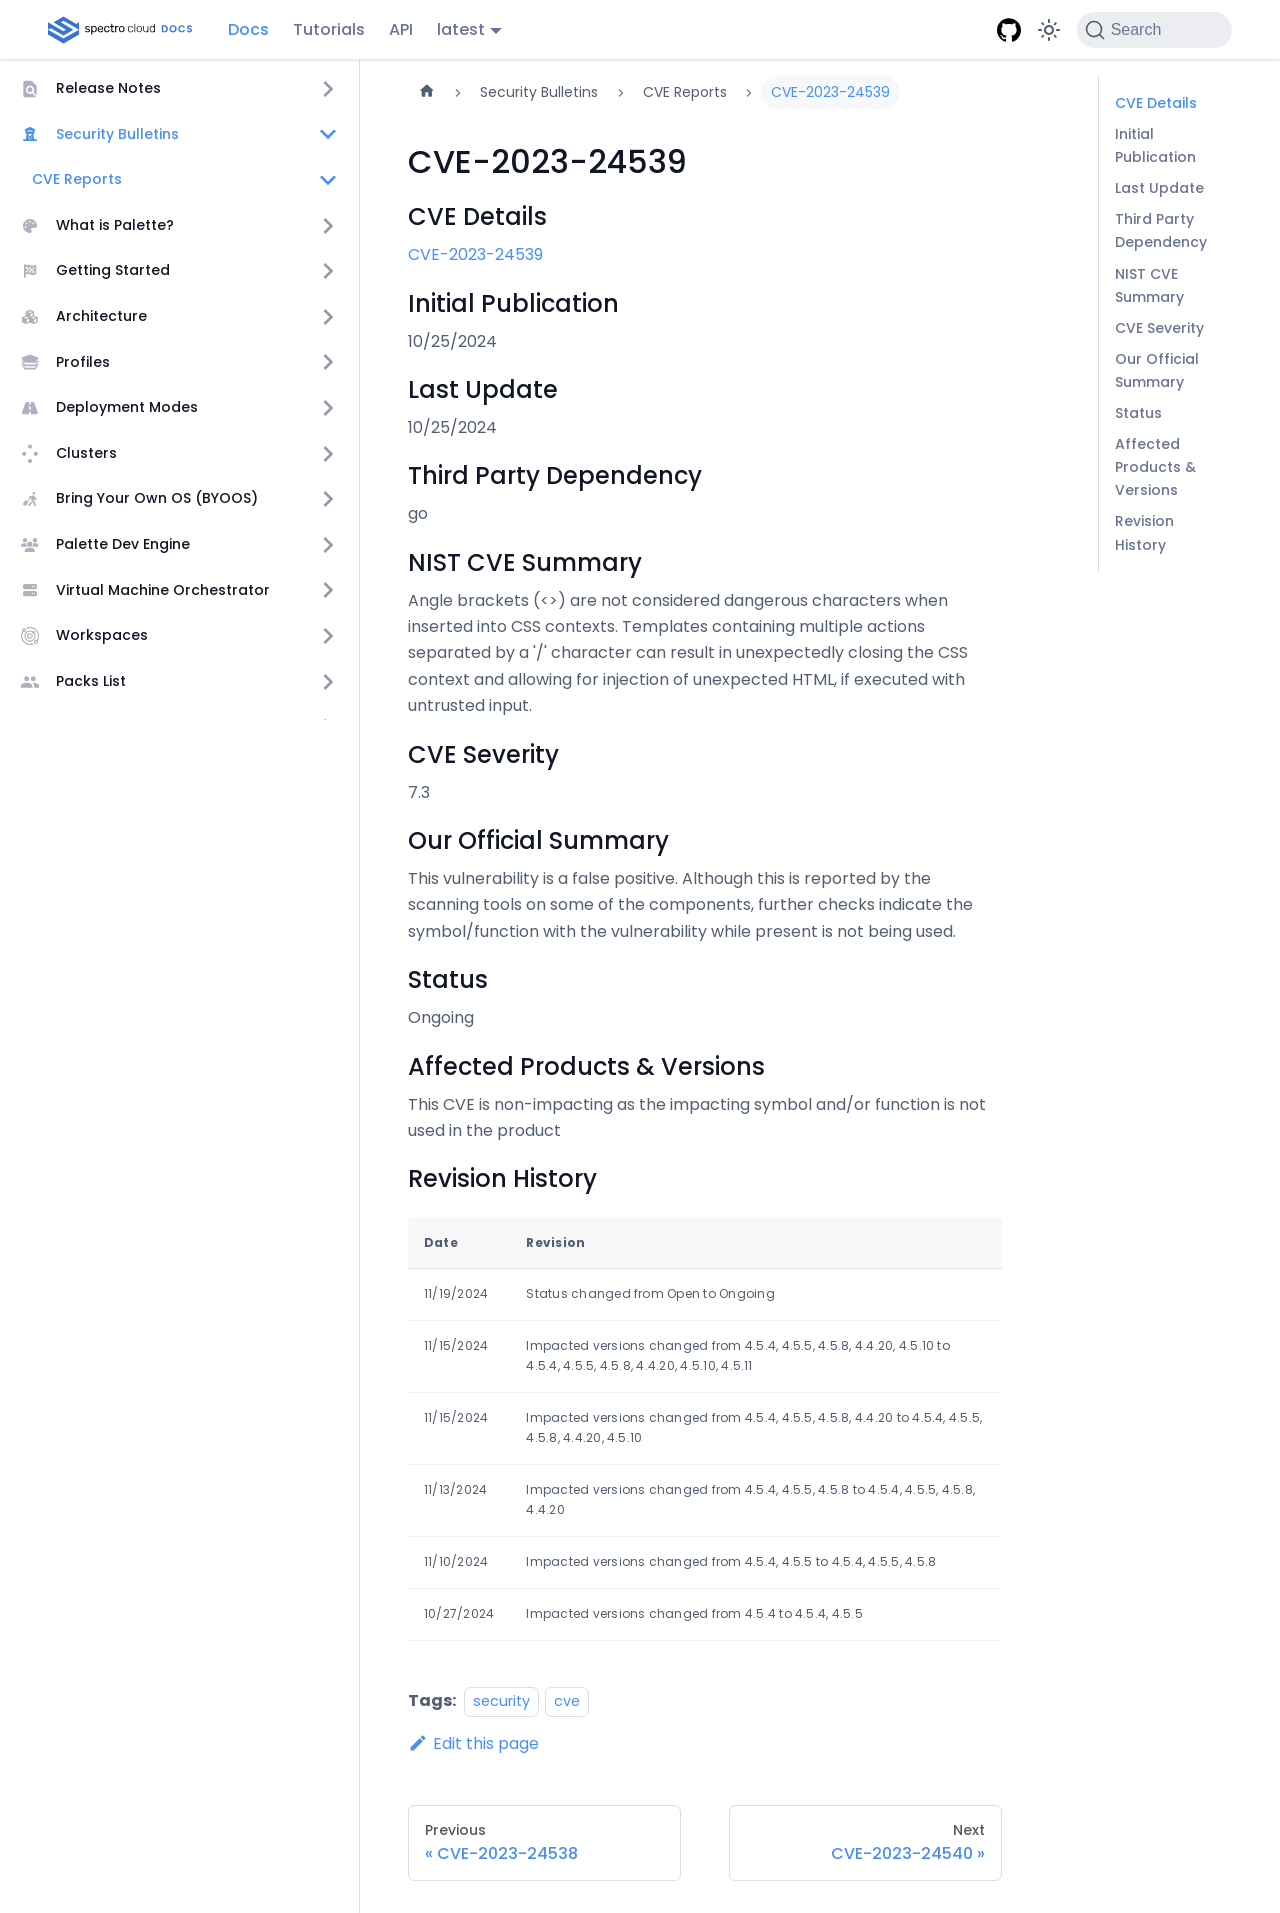 spectro cloud DOCS
Docs
Tutorials
API
latest
Search
Release Notes
Security Bulletins
CVE Reports
What is Palette?
Getting Started
Architecture
Profiles
Deployment Modes
Clusters
Bring Your Own OS (BYOOS)
Palette Dev Engine
Virtual Machine Orchestrator
Workspaces
Packs List
Security Bulletins
CVE Reports
CVE-2023-24539
CVE-2023-24539
CVE Details
CVE-2023-24539
Initial Publication
10/25/2024
Last Update
10/25/2024
Third Party Dependency
go
NIST CVE Summary
Angle brackets (<>) are not considered dangerous characters when
inserted into CSS contexts. Templates containing multiple actions
separated by a '/' character can result in unexpectedly closing the CSS
context and allowing for injection of unexpected HTML, if executed with
untrusted input.
CVE Severity
7.3
Our Official Summary
This vulnerability is a false positive. Although this is reported by the
scanning tools on some of the components, further checks indicate the
symbol/function with the vulnerability while present is not being used.
Status
Ongoing
Affected Products & Versions
This CVE is non-impacting as the impacting symbol and/or function is not
used in the product
Revision History
Date Revision
11/19/2024 Status changed from Open to Ongoing
11/15/2024 Impacted versions changed from 4.5.4, 4.5.5, 4.5.8, 4.4.20, 4.5.10 to
4.5.4, 4.5.5, 4.5.8, 4.4.20, 4.5.10, 4.5.11
11/15/2024 Impacted versions changed from 4.5.4, 4.5.5, 4.5.8, 4.4.20 to 4.5.4, 4.5.5,
4.5.8, 4.4.20, 4.5.10
11/13/2024 Impacted versions changed from 4.5.4, 4.5.5, 4.5.8 to 4.5.4, 4.5.5, 4.5.8,
4.4.20
11/10/2024 Impacted versions changed from 4.5.4, 4.5.5 to 4.5.4, 4.5.5, 4.5.8
10/27/2024 Impacted versions changed from 4.5.4 to 4.5.4, 4.5.5
Tags: security cve
Edit this page
Previous
« CVE-2023-24538
Next
CVE-2023-24540 »
CVE Details
Initial
Publication
Last Update
Third Party
Dependency
NIST CVE
Summary
CVE Severity
Our Official
Summary
Status
Affected
Products &
Versions
Revision
History